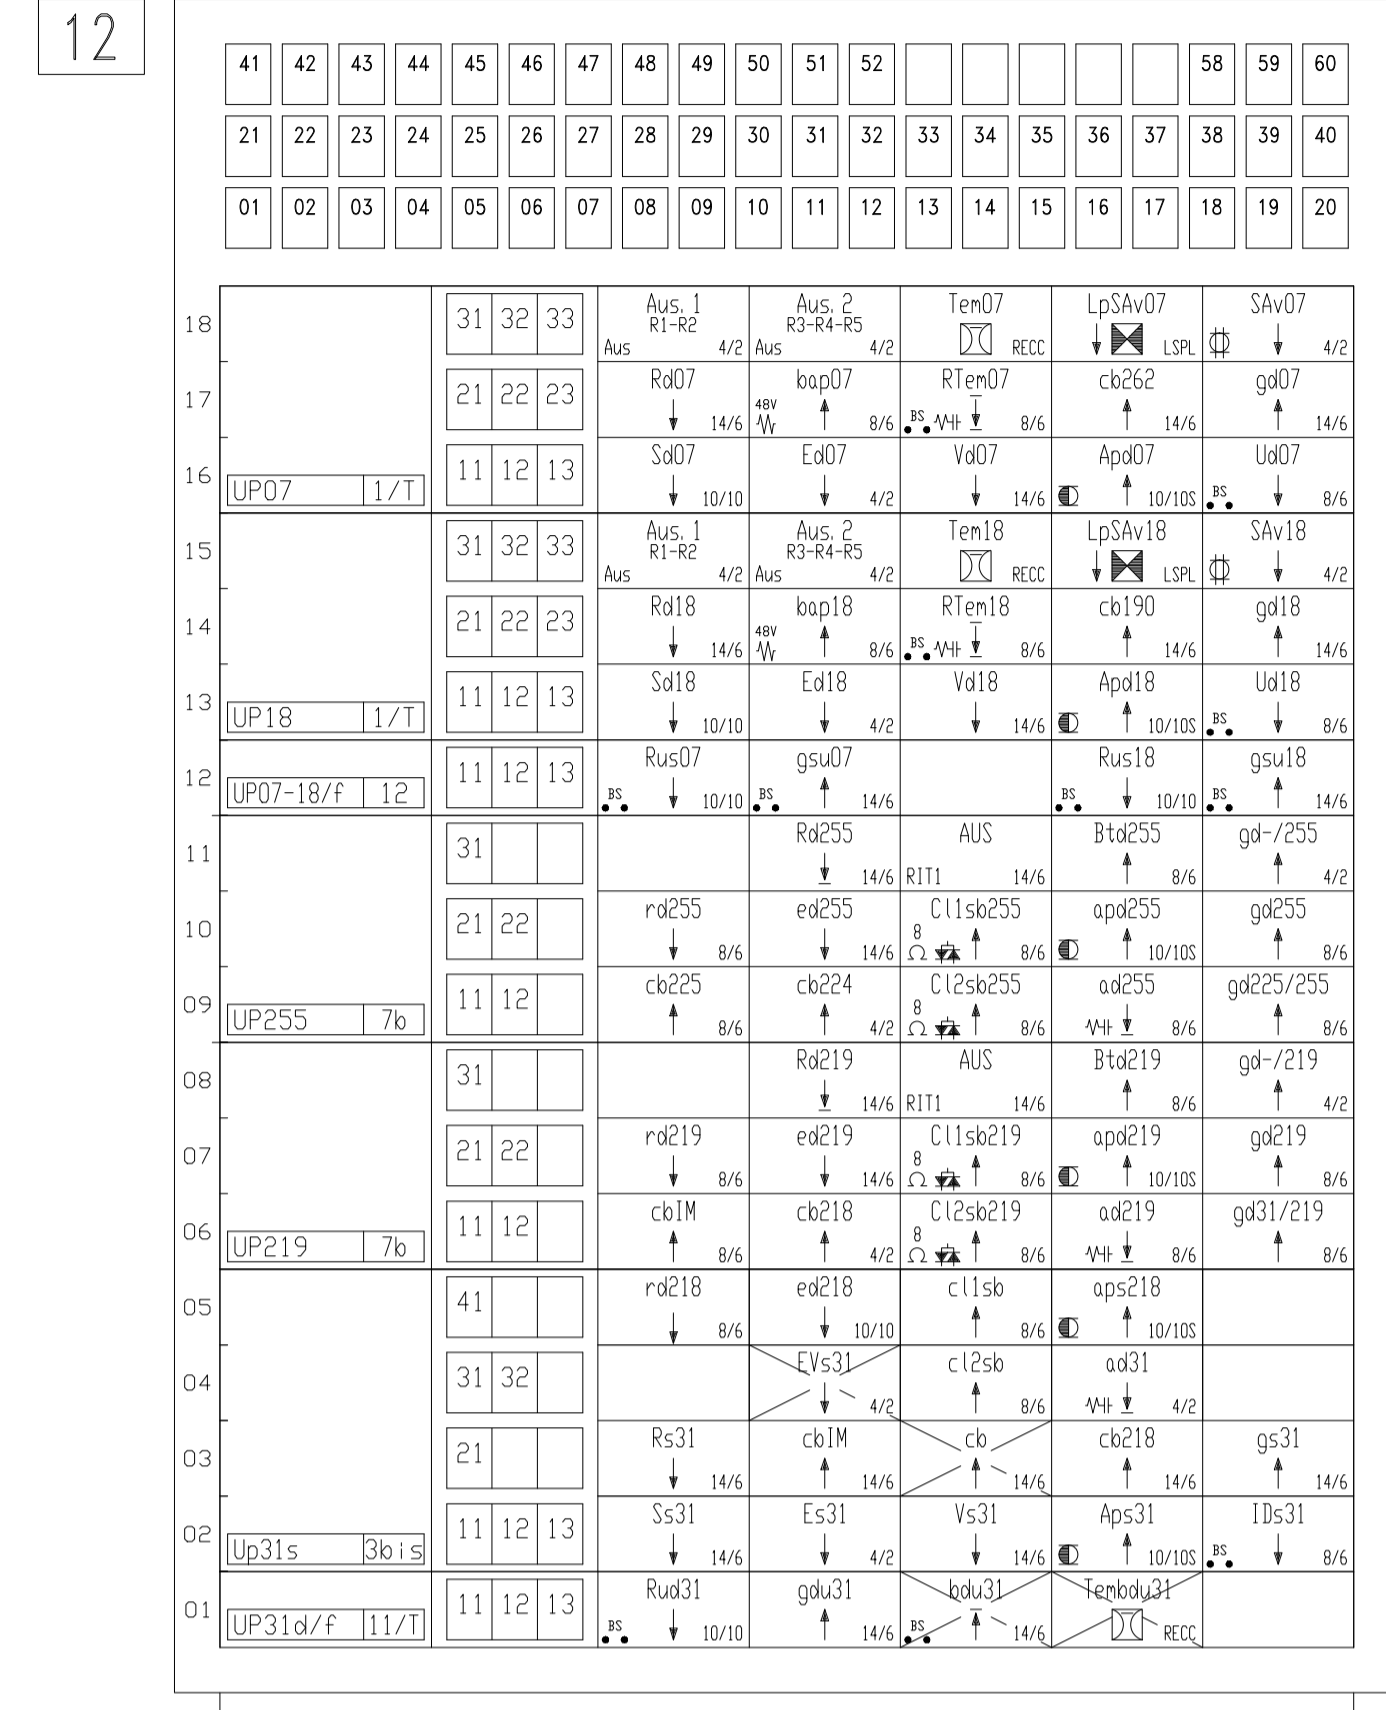 12
41 42 43 44 45 46 47 48 49 50 51 52 58 59 60
21 22 23 24 25 26 27 28 29 30 31 32 33 34 35 36 37 38 39 40
01 02 03 04 05 06 07 08 09 10 11 12 13 14 15 16 17 18 19 20
18 31 32 33 Aus. 1 Aus. 2 Tem07 LpSAv07 SAv07
R1-R2 R3-R4-R5
Aus 4/2 Aus 4/2 RECC LSPL 4/2
17 21 22 23 Rd07 bap07 RTem07 cb262 gd07
14/6 48V 8/6 BS 8/6 14/6 14/6
16 UP07 1/T 11 12 13 Sd07 Ed07 Vd07 Apd07 Ud07
10/10 4/2 14/6 10/10S BS 8/6
15 31 32 33 Aus. 1 Aus. 2 Tem18 LpSAv18 SAv18
R1-R2 R3-R4-R5
Aus 4/2 Aus 4/2 RECC LSPL 4/2
14 21 22 23 Rd18 bap18 RTem18 cb190 gd18
14/6 48V 8/6 BS 8/6 14/6 14/6
13 UP18 1/T 11 12 13 Sd18 Ed18 Vd18 Apd18 Ud18
10/10 4/2 14/6 10/10S BS 8/6
12 UP07-18/f 12 11 12 13 Rus07 gsu07 Rus18 gsu18
BS 10/10 BS 14/6 BS 10/10 BS 14/6
11 31 Rd255 AUS Btd255 gd-/255
14/6 RIT1 14/6 8/6 4/2
10 21 22 rd255 ed255 Cl1sb255 apd255 gd255
8/6 14/6 8 8/6 10/10S 8/6
09 UP255 7b 11 12 cb225 cb224 Cl2sb255 ad255 gd225/255
8/6 4/2 8 8/6 8/6 8/6
08 31 Rd219 AUS Btd219 gd-/219
14/6 RIT1 14/6 8/6 4/2
07 21 22 rd219 ed219 Cl1sb219 apd219 gd219
8/6 14/6 8 8/6 10/10S 8/6
06 UP219 7b 11 12 cbIM cb218 Cl2sb219 ad219 gd31/219
8/6 4/2 8 8/6 8/6 8/6
05 41 rd218 ed218 cl1sb aps218
8/6 10/10 8/6 10/10S
04 31 32 EVs31 cl2sb ad31
4/2 8/6 4/2
03 21 Rs31 cbIM cb cb218 gs31
14/6 14/6 14/6 14/6 14/6
02 Up31s 3bis 11 12 13 Ss31 Es31 Vs31 Aps31 IDs31
14/6 4/2 14/6 10/10S BS 8/6
01 UP31d/f 11/T 11 12 13 Rud31 gdu31 bdu31 Tembdu31
BS 10/10 14/6 BS 14/6 RECC